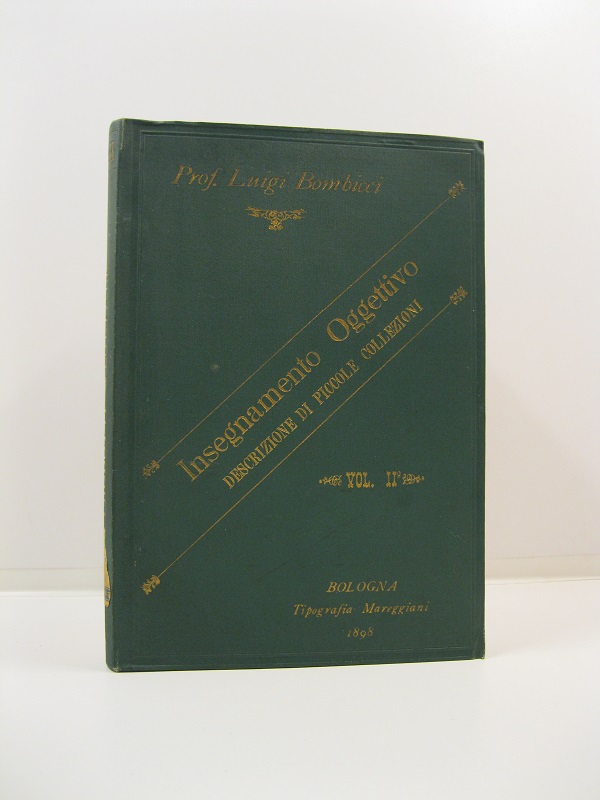 Prof. Luigi Bombicci
Insegnamento Oggettivo
DESCRIZIONE DI PICCOLE COLLEZIONI
VOL. II°
BOLOGNA
Tipografia Mareggiani
1898